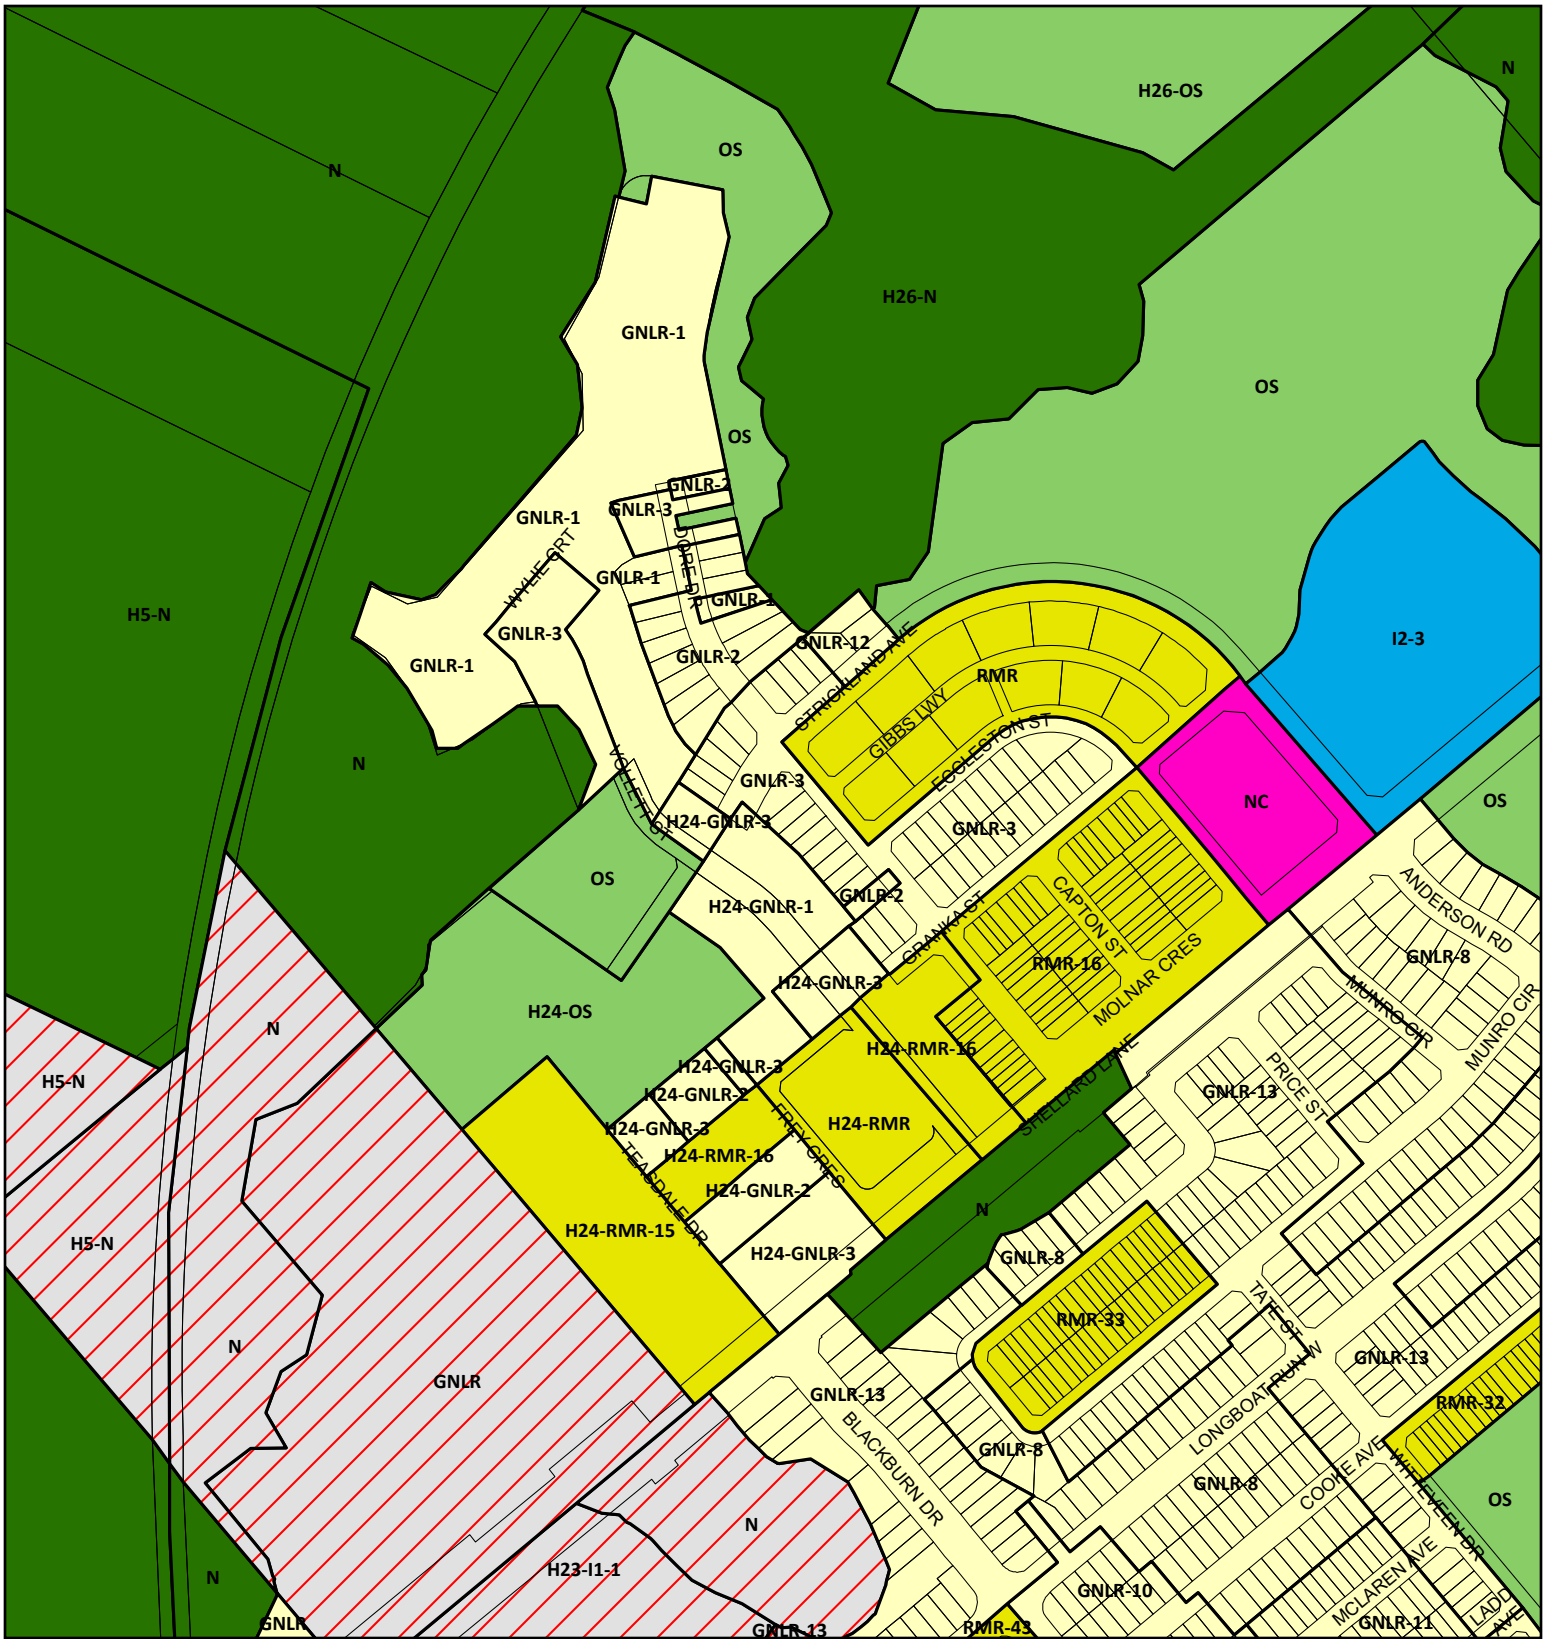 N
H26-OS
OS
N
H26-N
GNLR-1
OS
OS
GNLR-2
GNLR-3
GNLR-1
WYLIE CRT
DORE DR
GNLR-1
GNLR-1
H5-N
GNLR-3
GNLR-12
I2-3
GNLR-2
GNLR-1
STRICKLAND AVE
RMR
GIBBS LWY
ECCLESTON ST
N
VOLLETT ST
GNLR-3
NC
OS
H24-GNLR-3
GNLR-3
OS
GNLR-2
H24-GNLR-1
ANDERSON RD
CAPTON ST
GRANKA ST
GNLR-8
RMR-16
H24-GNLR-3
MOLNAR CRES
MUNRO CIR
MUNRO CIR
H24-OS
N
H24-RMR-16
H24-GNLR-3
H5-N
SHELLARD LANE
PRICE ST
GNLR-13
H24-GNLR-2
H24-GNLR-3
H24-RMR
FREY CRES
H24-RMR-16
H24-GNLR-2
TEASDALE DR
N
H24-RMR-15
H5-N
H24-GNLR-3
GNLR-8
RMR-33
TATE ST
N
GNLR-13
GNLR
GNLR-13
LONGBOAT RUN W
RMR-32
BLACKBURN DR
GNLR-8
GNLR-8
COOKE AVE
WITTEVEEN DR
OS
N
H23-I1-1
N
GNLR-10
MCLAREN AVE
LADD AVE
GNLR
GNLR-13
RMR-43
GNLR-11